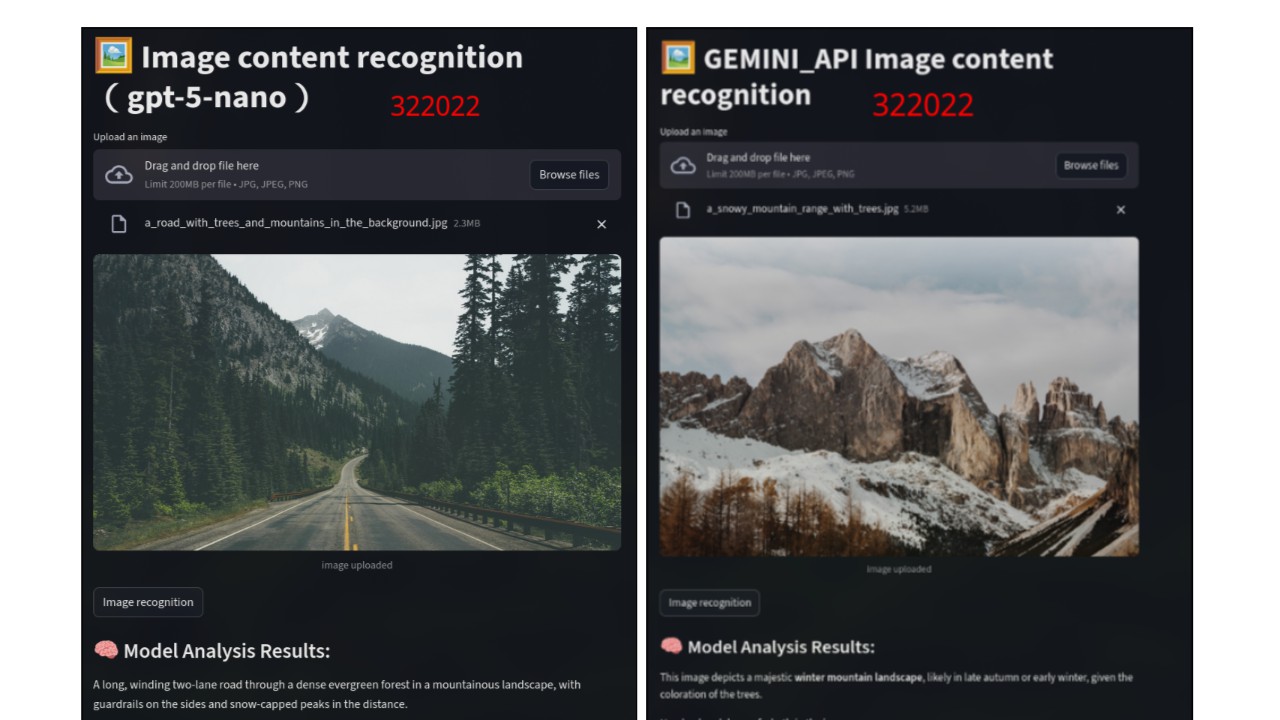 🖼️ Image content recognition
（gpt-5-nano）
322022
Upload an image
Drag and drop file here
Limit 200MB per file • JPG, JPEG, PNG
Browse files
a_road_with_trees_and_mountains_in_the_background.jpg 2.3MB
image uploaded
Image recognition
🧠 Model Analysis Results:
A long, winding two-lane road through a dense evergreen forest in a mountainous landscape, with
guardrails on the sides and snow-capped peaks in the distance.
🖼️ GEMINI_API Image content
recognition
322022
Upload an image
Drag and drop file here
Limit 200MB per file • JPG, JPEG, PNG
Browse files
a_snowy_mountain_range_with_trees.jpg 5.2MB
Image uploaded
Image recognition
🧠 Model Analysis Results:
This image depicts a majestic winter mountain landscape, likely in late autumn or early winter, given the
coloration of the trees.